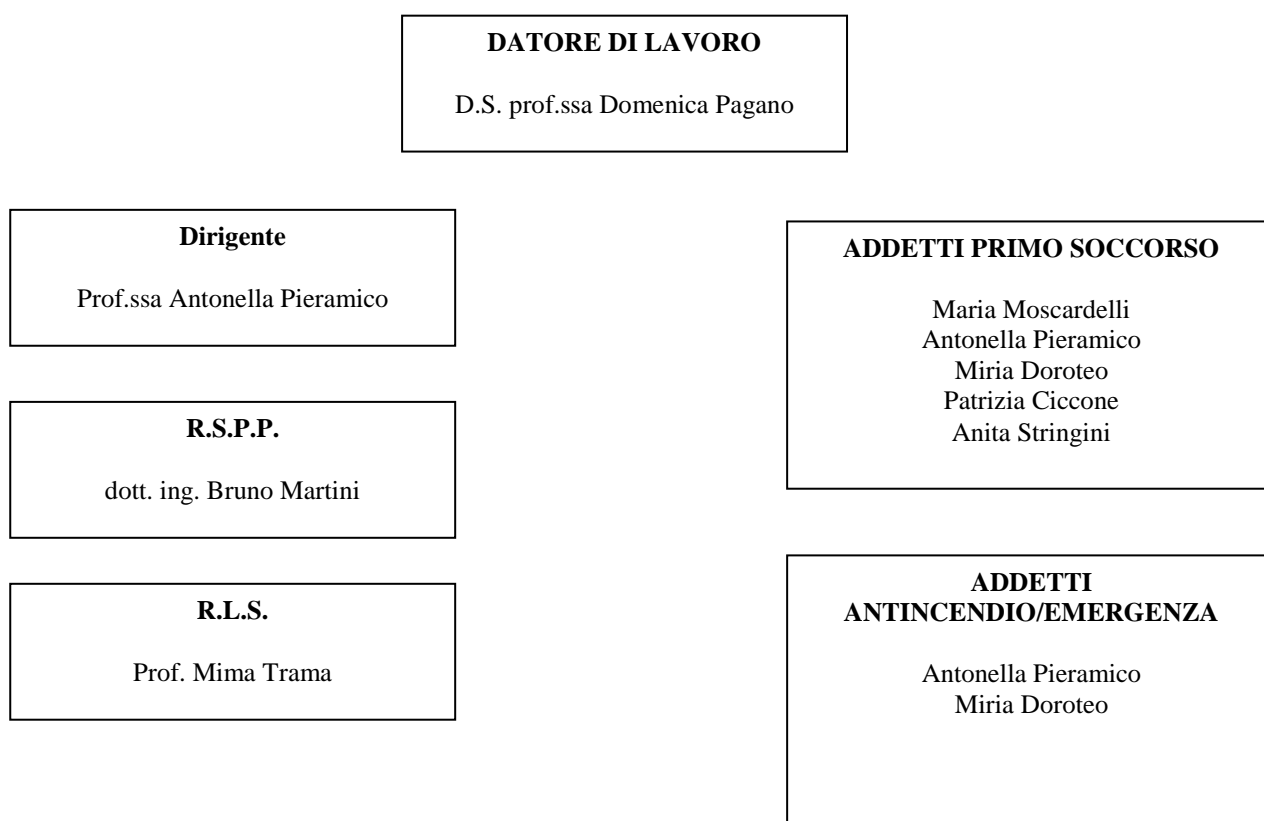 DATORE DI LAVORO
D.S. prof.ssa Domenica Pagano
Dirigente
Prof.ssa Antonella Pieramico
R.S.P.P.
dott. ing. Bruno Martini
R.L.S.
Prof. Mima Trama
ADDETTI PRIMO SOCCORSO
Maria Moscardelli
Antonella Pieramico
Miria Doroteo
Patrizia Ciccone
Anita Stringini
ADDETTI
ANTINCENDIO/EMERGENZA
Antonella Pieramico
Miria Doroteo